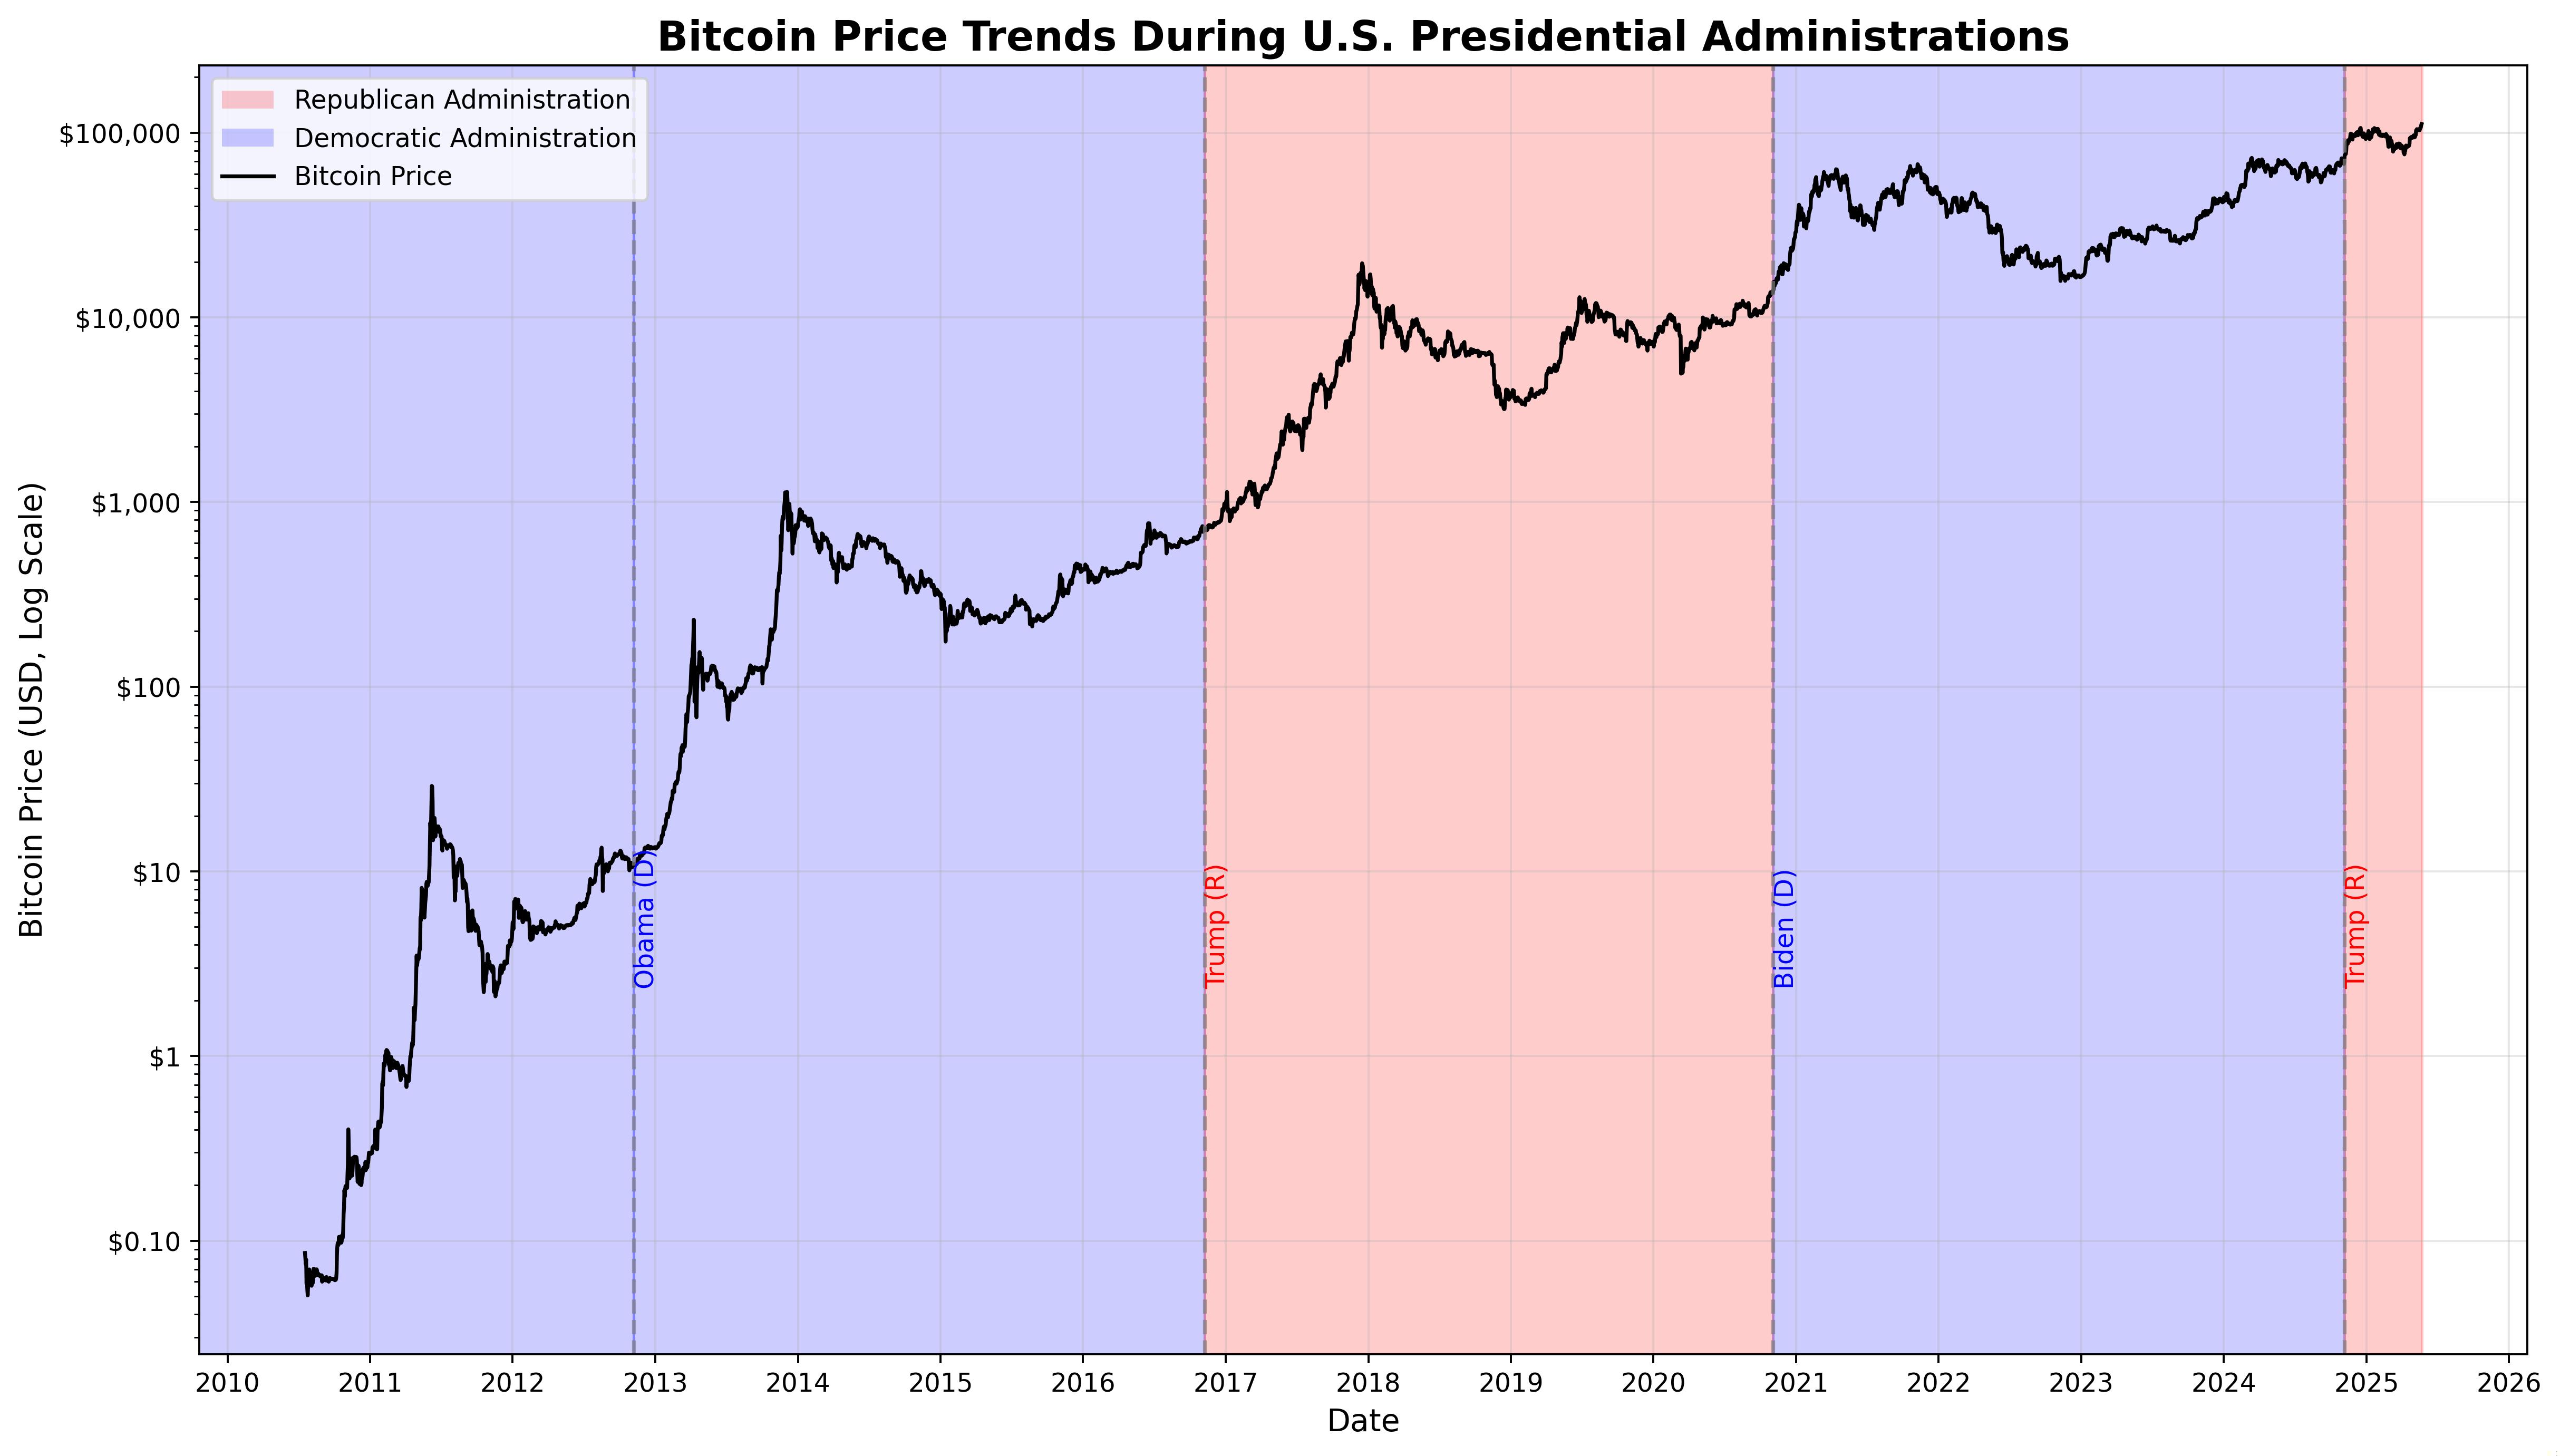 Bitcoin Price Trends During U.S. Presidential Administrations
Republican Administration
Democratic Administration
Bitcoin Price
Bitcoin Price (USD, Log Scale)
$100,000
$10,000
$1,000
$100
$10
$1
$0.10
Obama (D)
Trump (R)
Biden (D)
Trump (R)
2010 2011 2012 2013 2014 2015 2016 2017 2018 2019 2020 2021 2022 2023 2024 2025 2026
Date